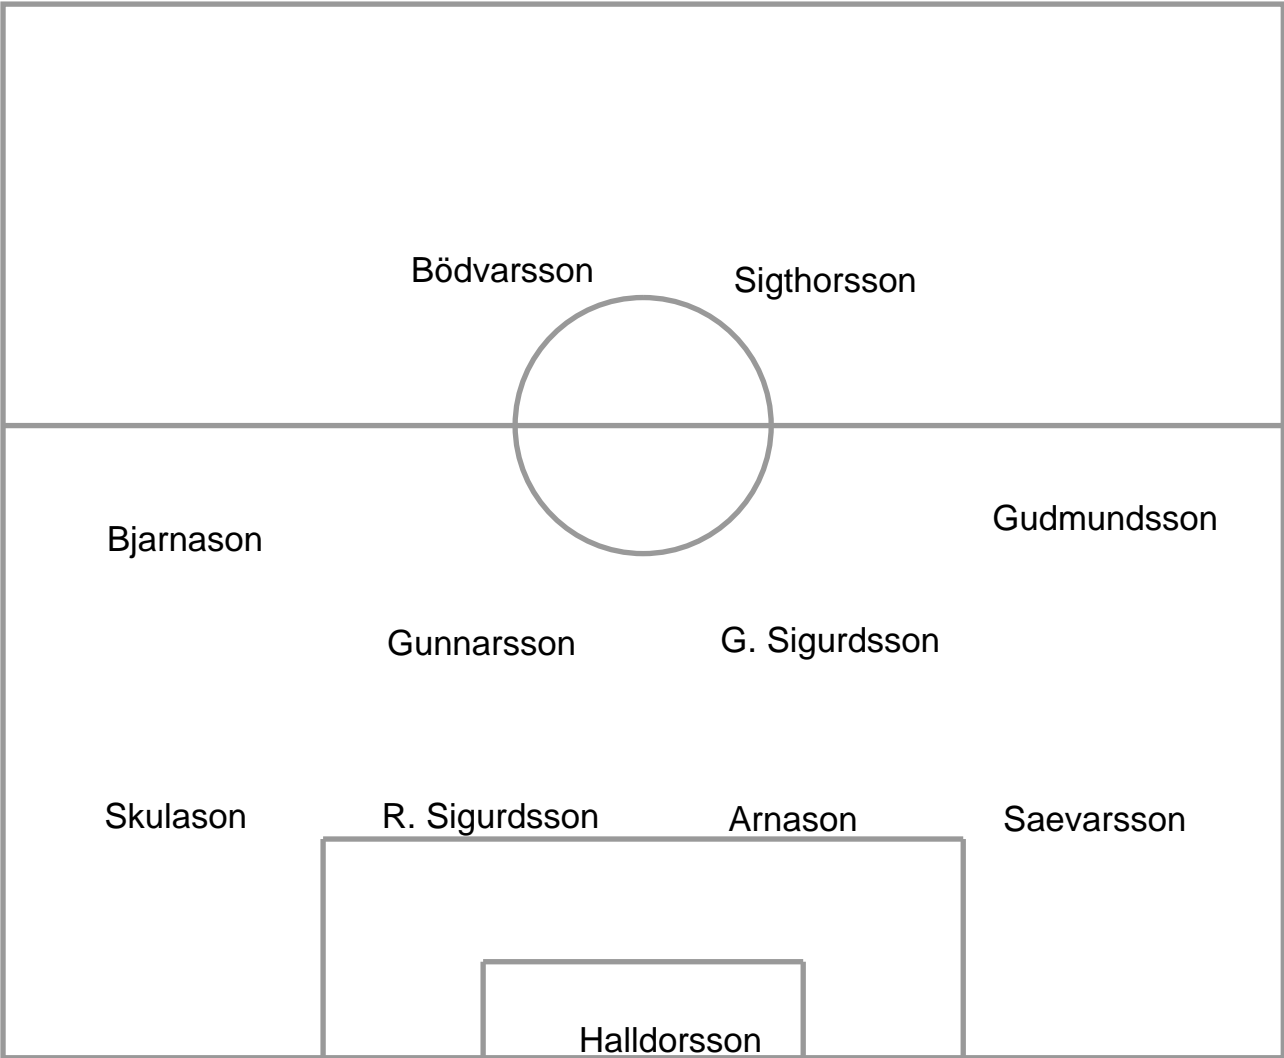 Bödvarsson
Sigthorsson
Gudmundsson
Bjarnason
Gunnarsson
G. Sigurdsson
Skulason
R. Sigurdsson
Arnason
Saevarsson
Halldorsson